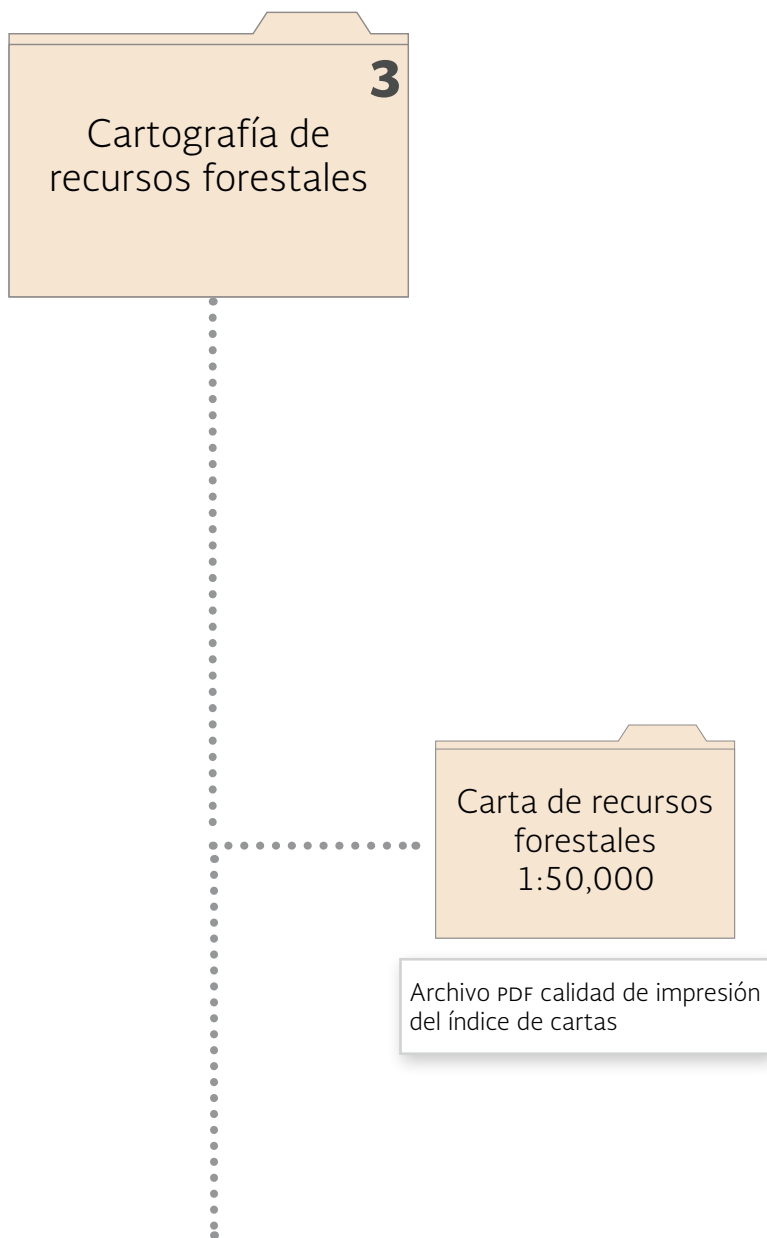 3
Cartografía de
recursos forestales
Carta de recursos
forestales
1:50,000
Archivo PDF calidad de impresión
del índice de cartas